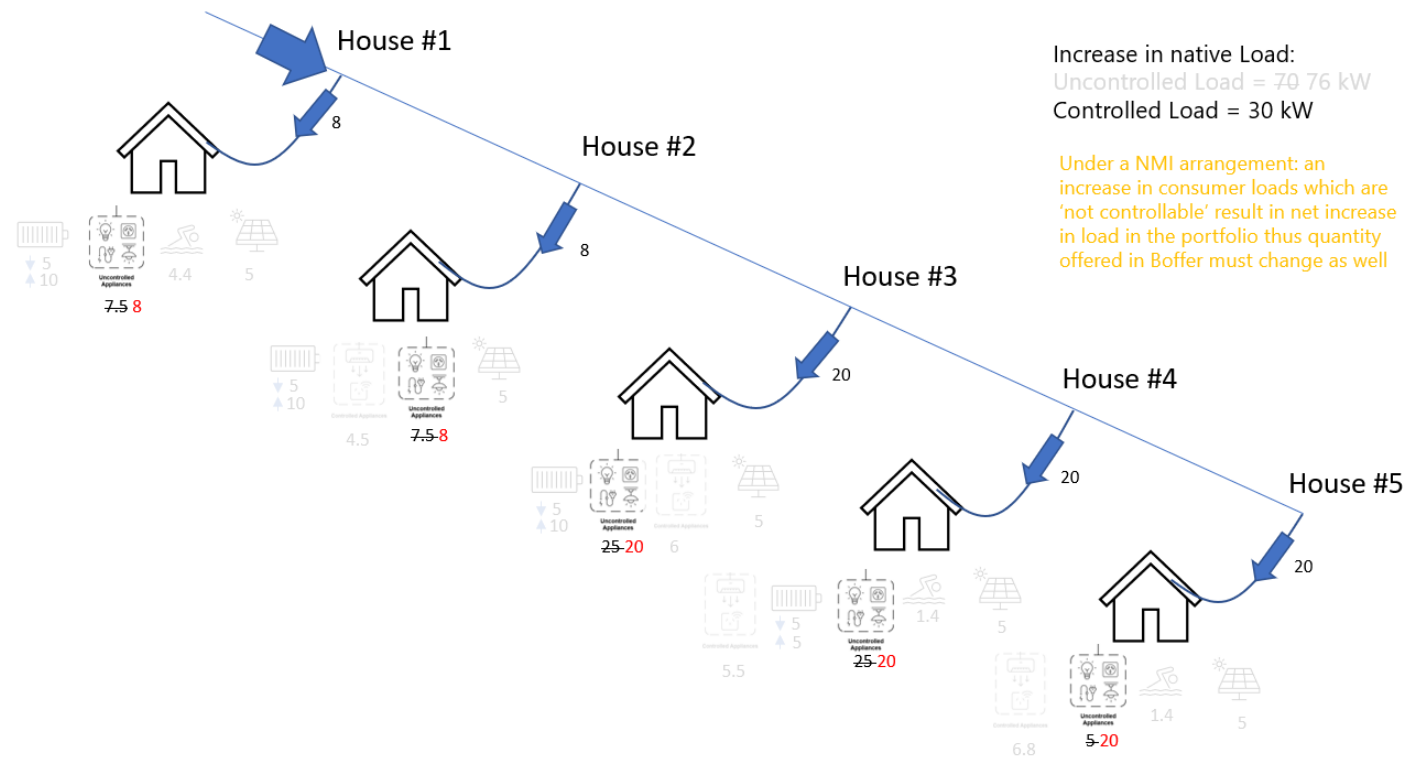 House #1
Increase in native Load:
Uncontrolled Load = 70 76 kW
Controlled Load = 30 kW
Under a NMI arrangement: an
increase in consumer loads which are
‘not controllable’ result in net increase
in load in the portfolio thus quantity
offered in Boffer must change as well
8
5
10
Uncontrolled
Appliances
7.5 8
4.4
5
House #2
8
5
10
Controlled Appliances
4.5
Uncontrolled
Appliances
7.5 8
5
House #3
20
5
10
Uncontrolled
Appliances
25 20
Controlled Appliances
6
5
House #4
20
Controlled Appliances
5.5
5
5
Uncontrolled
Appliances
25 20
1.4
5
House #5
20
Controlled Appliances
6.8
Uncontrolled
Appliances
5 20
1.4
5